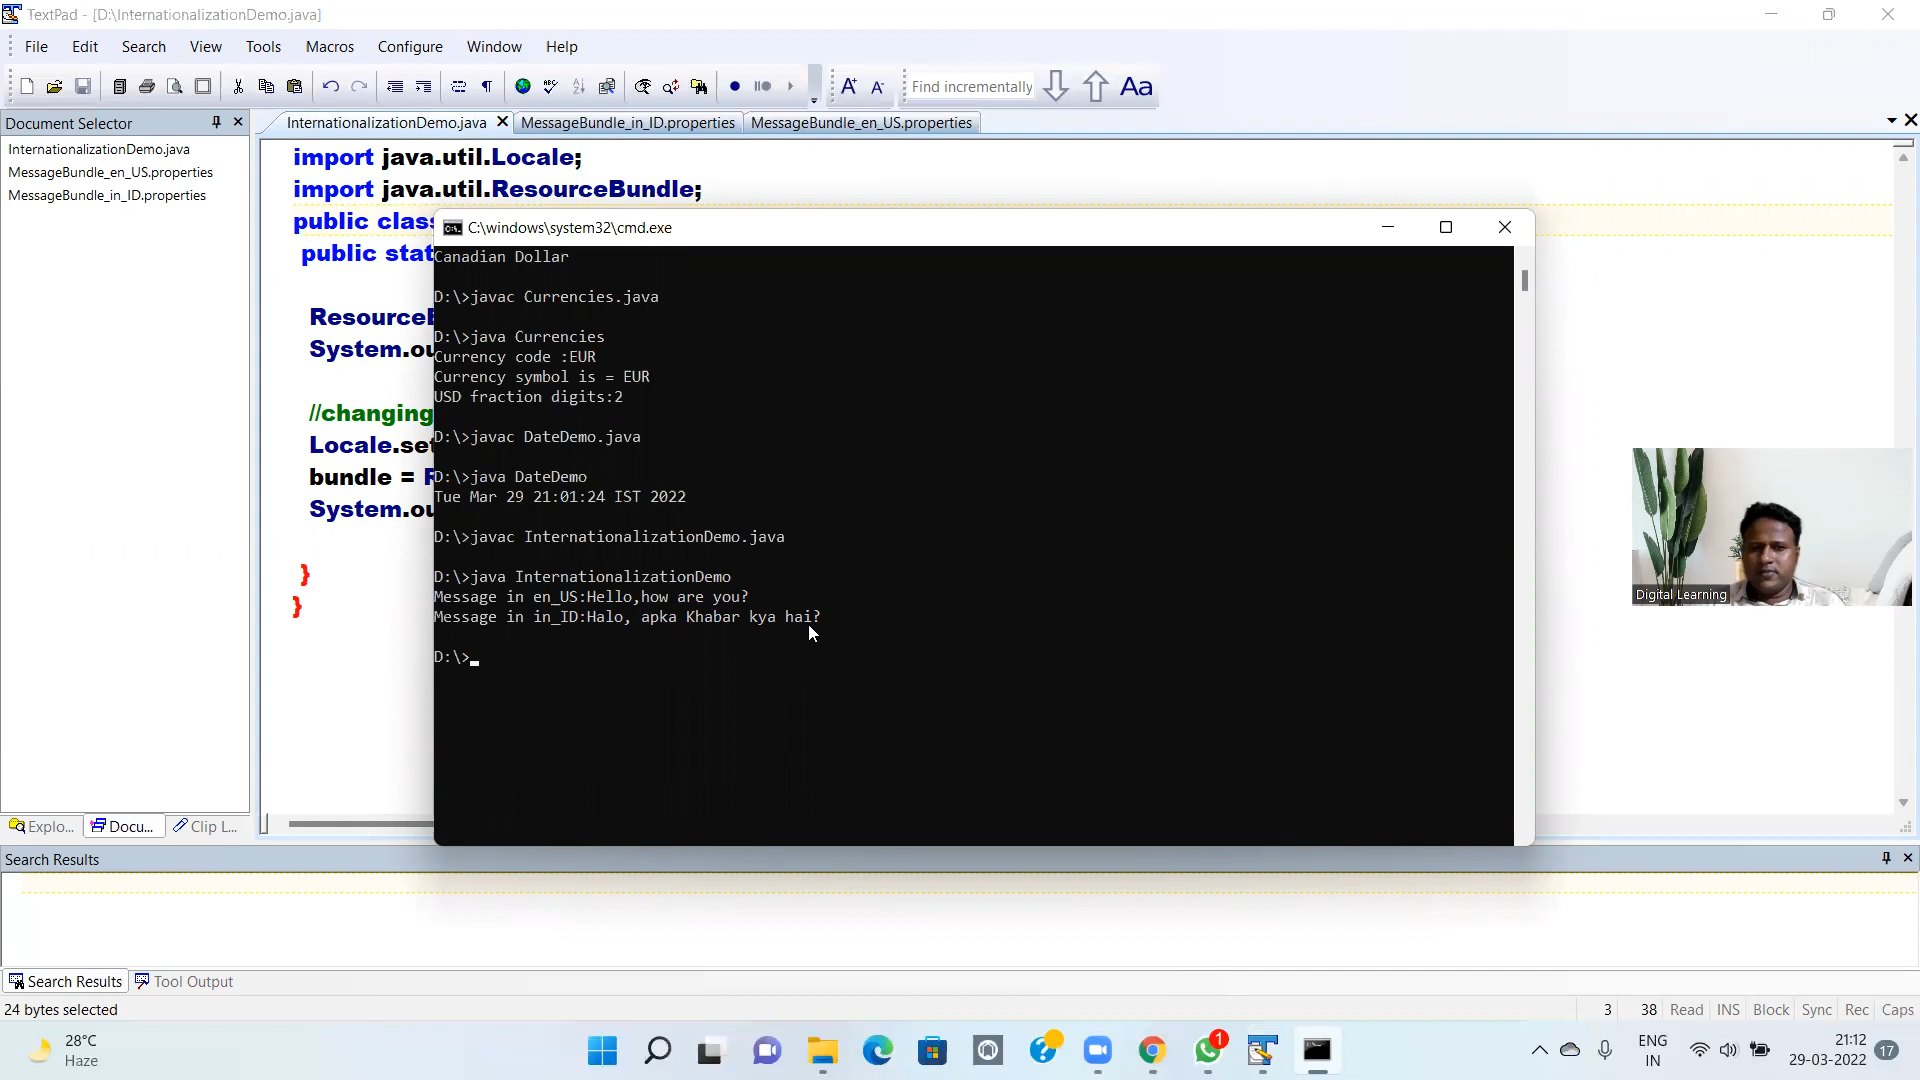 TextPad - [D:\InternationalizationDemo.java]
File Edit Search View Tools Macros Configure Window Help
Find incrementally
Aa
Document Selector
InternationalizationDemo.java
MessageBundle_en_US.properties
MessageBundle_in_ID.properties
InternationalizationDemo.java MessageBundle_in_ID.properties MessageBundle_en_US.properties
import java.util.Locale;
import java.util.ResourceBundle;
public clas
public stat
Resource
System.ou
//changing
Locale.set
bundle =
System.ou
}
}
C:\windows\system32\cmd.exe
Canadian Dollar
D:\>javac Currencies.java
D:\>java Currencies
Currency code :EUR
Currency symbol is = EUR
USD fraction digits:2
D:\>javac DateDemo.java
D:\>java DateDemo
Tue Mar 29 21:01:24 IST 2022
D:\>javac InternationalizationDemo.java
D:\>java InternationalizationDemo
Message in en_US:Hello,how are you?
Message in in_ID:Halo, apka Khabar kya hai?
D:\>
Digital Learning
Explo... Docu... Clip L...
Search Results
Search Results Tool Output
24 bytes selected
3 38 Read INS Block Sync Rec Caps
28°C
Haze
1
ENG
IN
21:12
29-03-2022
17